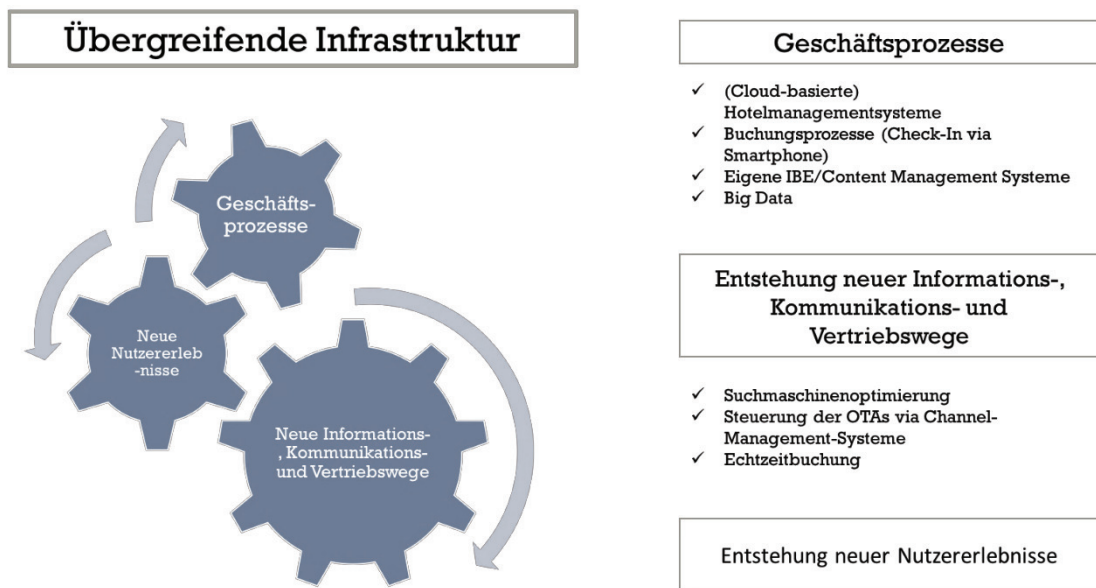 Übergreifende Infrastruktur
Geschäfts-
prozesse
Neue
Nutzererleb
-nisse
Neue Informations-
, Kommunikations-
und Vertriebswege
Geschäftsprozesse
✓ (Cloud-basierte)
Hotelmanagementsysteme
✓ Buchungsprozesse (Check-In via
Smartphone)
✓ Eigene IBE/Content Management Systeme
✓ Big Data
Entstehung neuer Informations-,
Kommunikations- und
Vertriebswege
✓ Suchmaschinenoptimierung
✓ Steuerung der OTAs via Channel-
Management-Systeme
✓ Echtzeitbuchung
Entstehung neuer Nutzererlebnisse